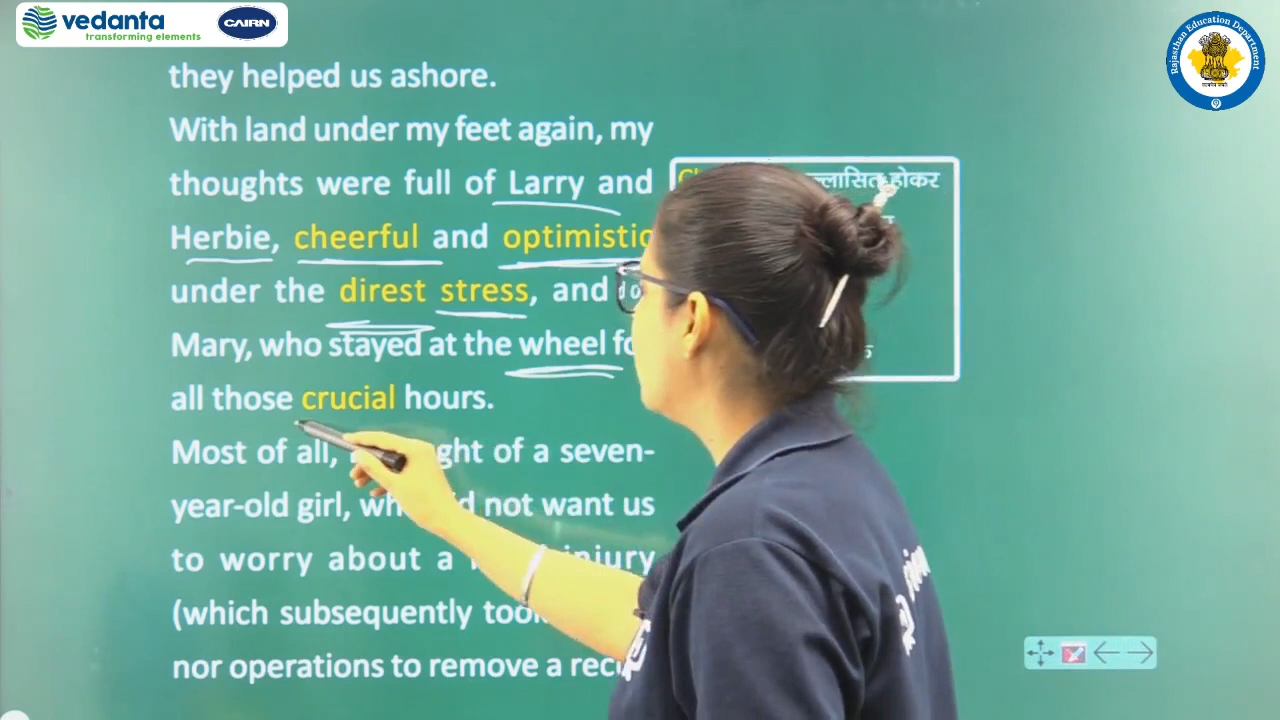 vedanta
transforming elements
CAIRN
Rajasthan Education Department
they helped us ashore.
With land under my feet again, my
thoughts were full of Larry and
Herbie, cheerful and optimistic
under the direst stress, and
Mary, who stayed at the wheel
all those crucial hours.
Most of all, of a seven-
year-old girl, not want us
to worry about a injury
(which subsequently took
nor operations to remove a
होकर